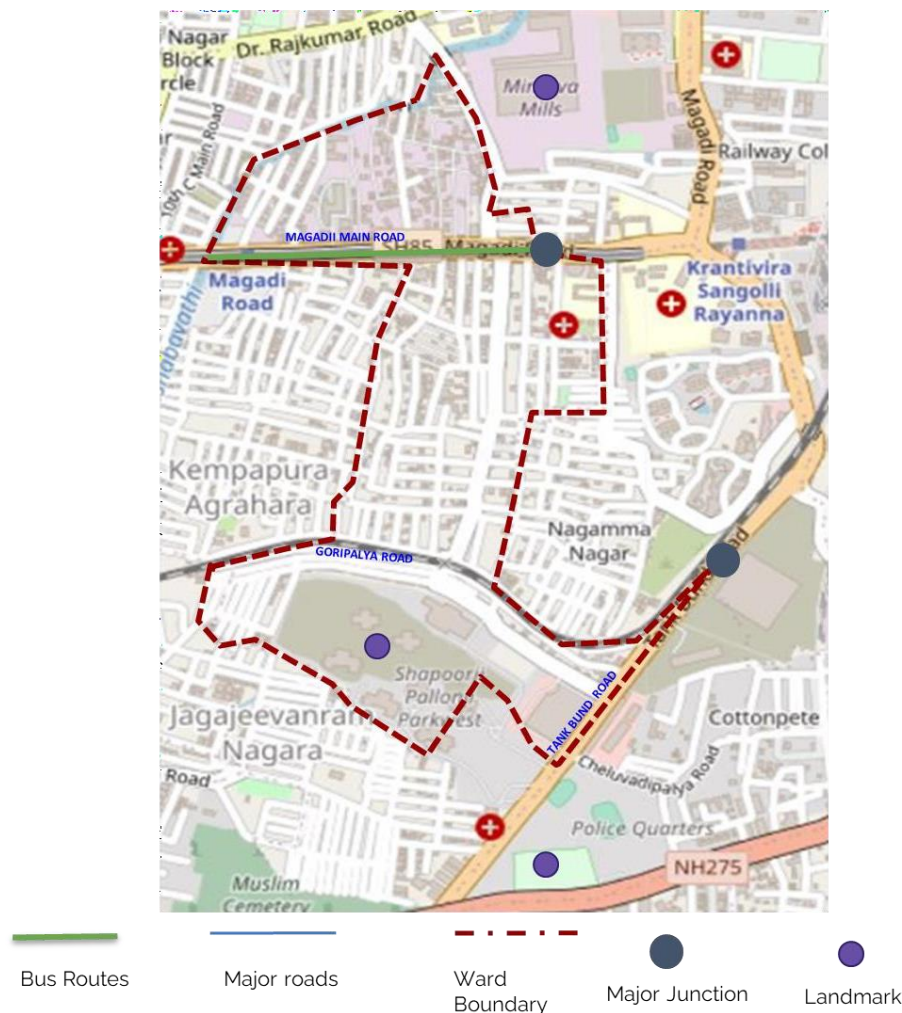 Nagar
Block
rcle
Dr. Rajkumar Road
Mills
Magadi Road
Railway Col
10th C Main Road
MAGADII MAIN ROAD
SH85
Magadi
Krantivira
Sangolli
Rayanna
Magadi
Road
Kempapura
Agrahara
Nagamma
Nagar
GORIPALYA ROAD
Shapoorji
Pallon
Parkwest
Jagajeevanram
Nagara
TANK BUND ROAD
Cottonpete
Cheluvadipalya Road
Road
Police Quarters
NH275
Muslim
Cemetery
Bus Routes
Major roads
Ward
Boundary
Major Junction
Landmark